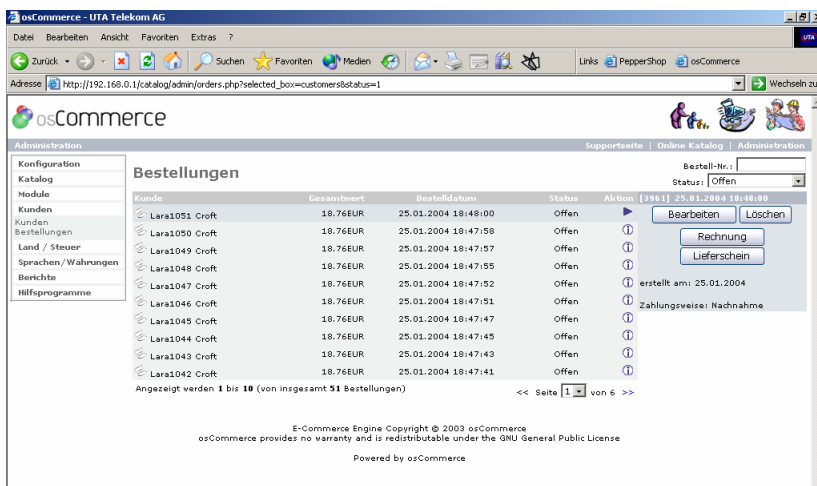 osCommerce - UTA Telekom AG
Datei Bearbeiten Ansicht Favoriten Extras ?
UTA
Zurück Suchen Favoriten Medien Links PepperShop osCommerce
Adresse http://192.168.0.1/catalog/admin/orders.php?selected_box=customers&status=1 Wechseln zu
osCommerce
Administration Supportseite | Online Katalog | Administration
Konfiguration
Katalog
Module
Kunden
Kunden
Bestellungen
Land / Steuer
Sprachen/Währungen
Berichte
Hilfsprogramme
Bestellungen
Bestell-Nr.:
Status: Offen
Kunde Gesamtwert Bestelldatum Status Aktion
Lara1051 Croft 18.76EUR 25.01.2004 18:48:00 Offen
Lara1050 Croft 18.76EUR 25.01.2004 18:47:58 Offen
Lara1049 Croft 18.76EUR 25.01.2004 18:47:57 Offen
Lara1048 Croft 18.76EUR 25.01.2004 18:47:55 Offen
Lara1047 Croft 18.76EUR 25.01.2004 18:47:52 Offen
Lara1046 Croft 18.76EUR 25.01.2004 18:47:51 Offen
Lara1045 Croft 18.76EUR 25.01.2004 18:47:47 Offen
Lara1044 Croft 18.76EUR 25.01.2004 18:47:45 Offen
Lara1043 Croft 18.76EUR 25.01.2004 18:47:43 Offen
Lara1042 Croft 18.76EUR 25.01.2004 18:47:41 Offen
Angezeigt werden 1 bis 10 (von insgesamt 51 Bestellungen) << Seite 1 von 6 >>
[3961] 25.01.2004 18:48:00
Bearbeiten Löschen
Rechnung
Lieferschein
erstellt am: 25.01.2004
Zahlungsweise: Nachnahme
E-Commerce Engine Copyright © 2003 osCommerce
osCommerce provides no warranty and is redistributable under the GNU General Public License
Powered by osCommerce